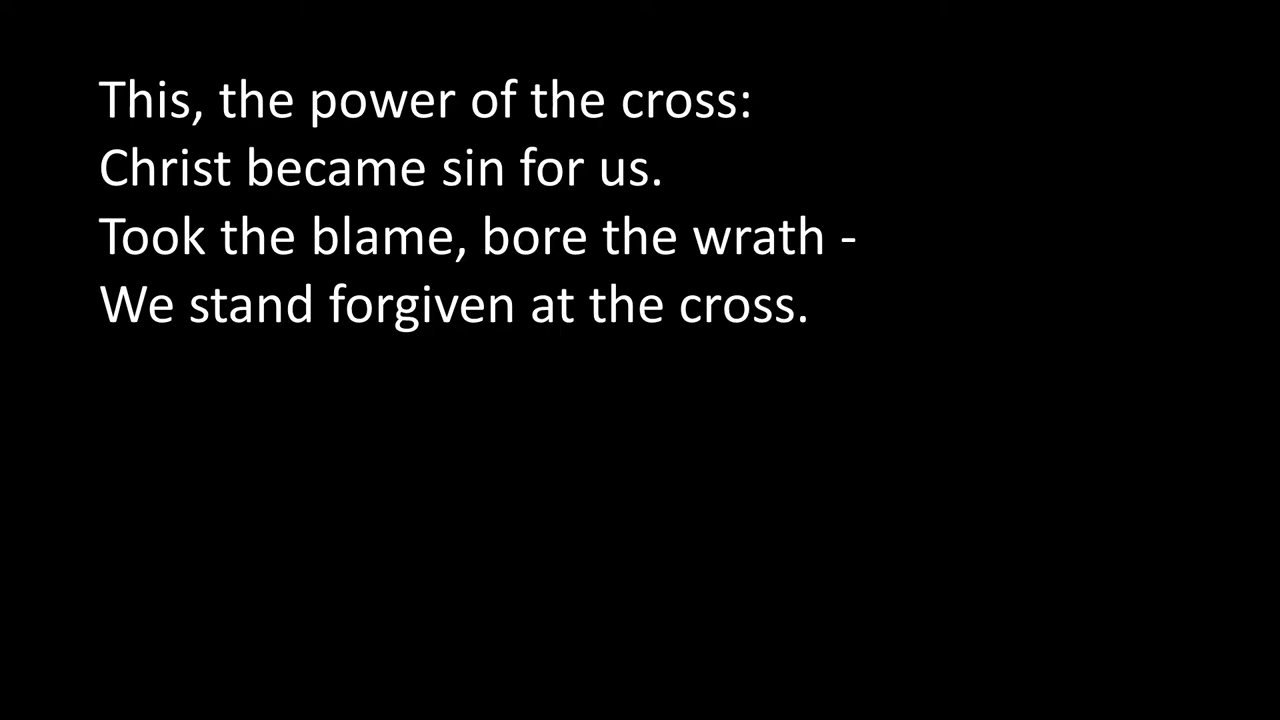 This, the power of the cross:
Christ became sin for us.
Took the blame, bore the wrath -
We stand forgiven at the cross.